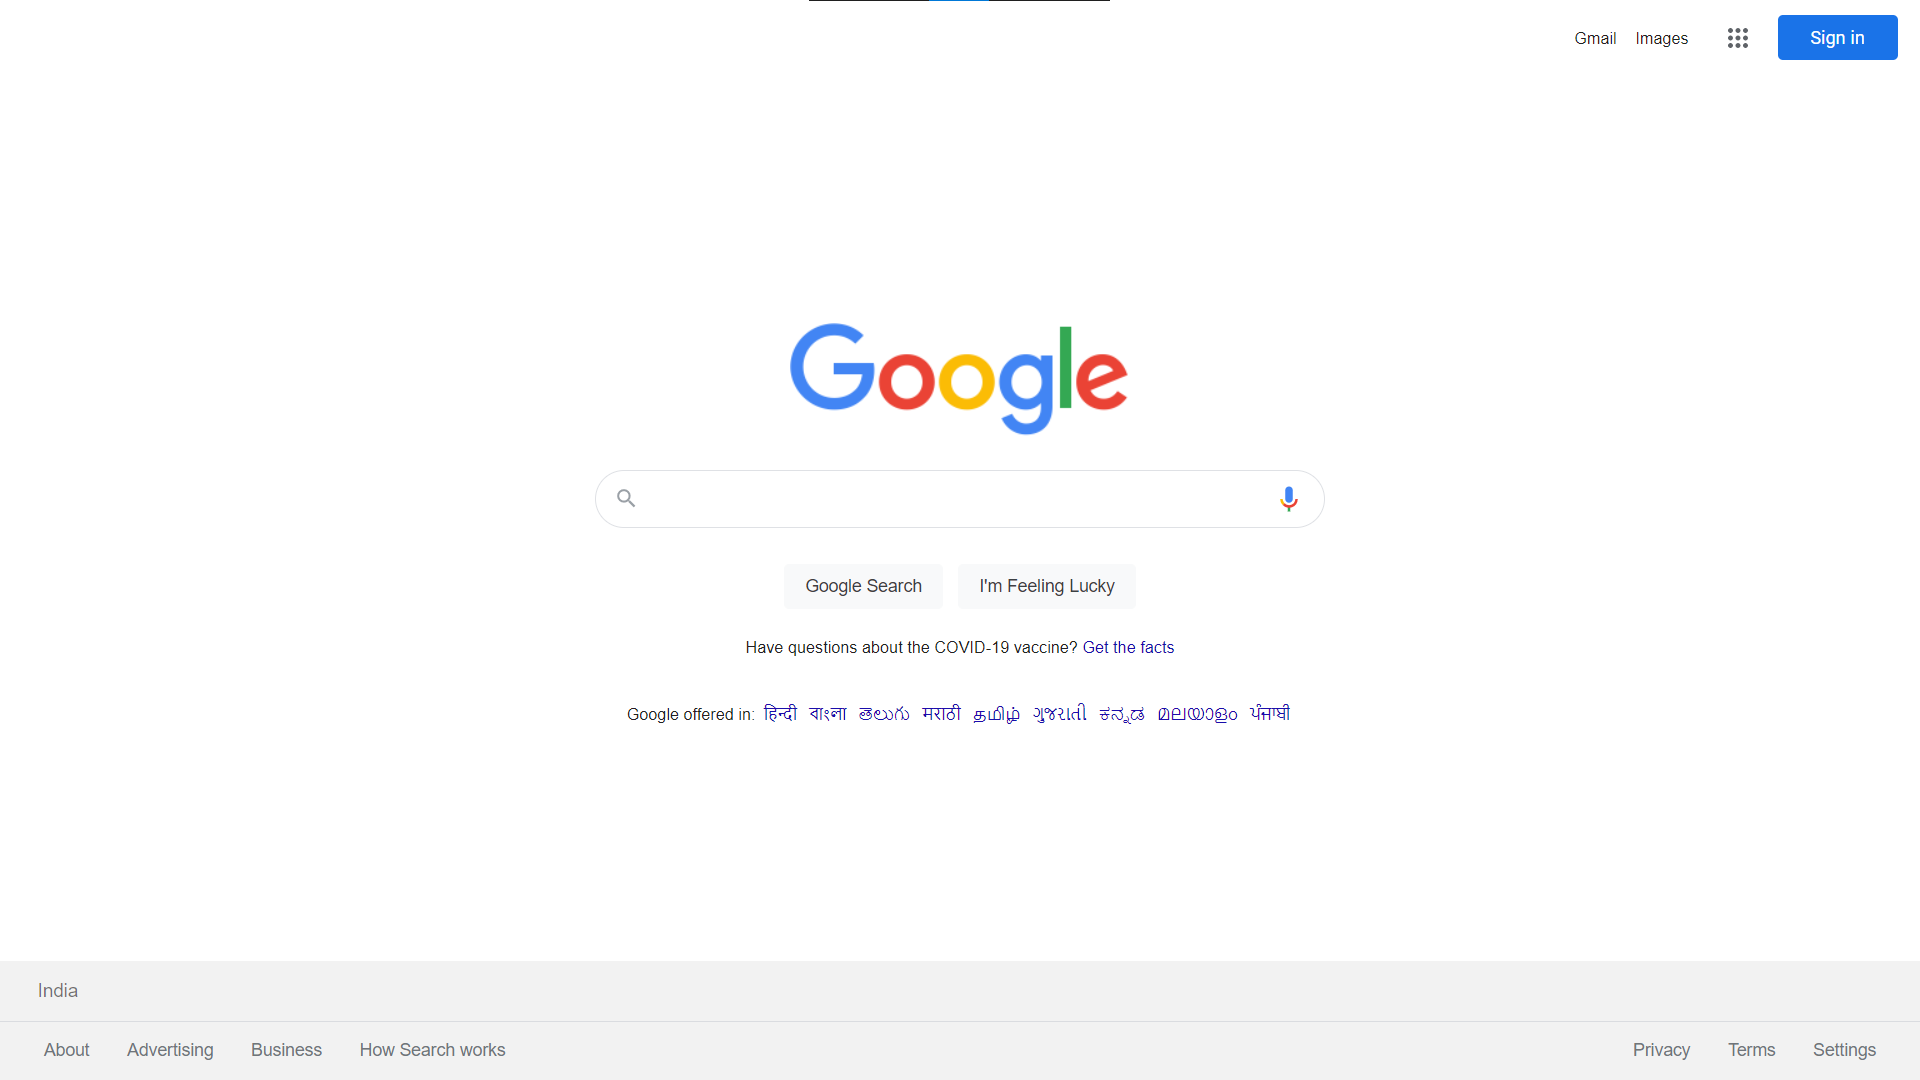 Gmail Images Sign in
Google
Google Search I'm Feeling Lucky
Have questions about the COVID-19 vaccine? Get the facts
Google offered in: हिन्दी বাংলা తెలుగు मराठी தமிழ் ગુજરાતી ಕನ್ನಡ മലയാളം ਪੰਜਾਬੀ
India
About Advertising Business How Search works Privacy Terms Settings